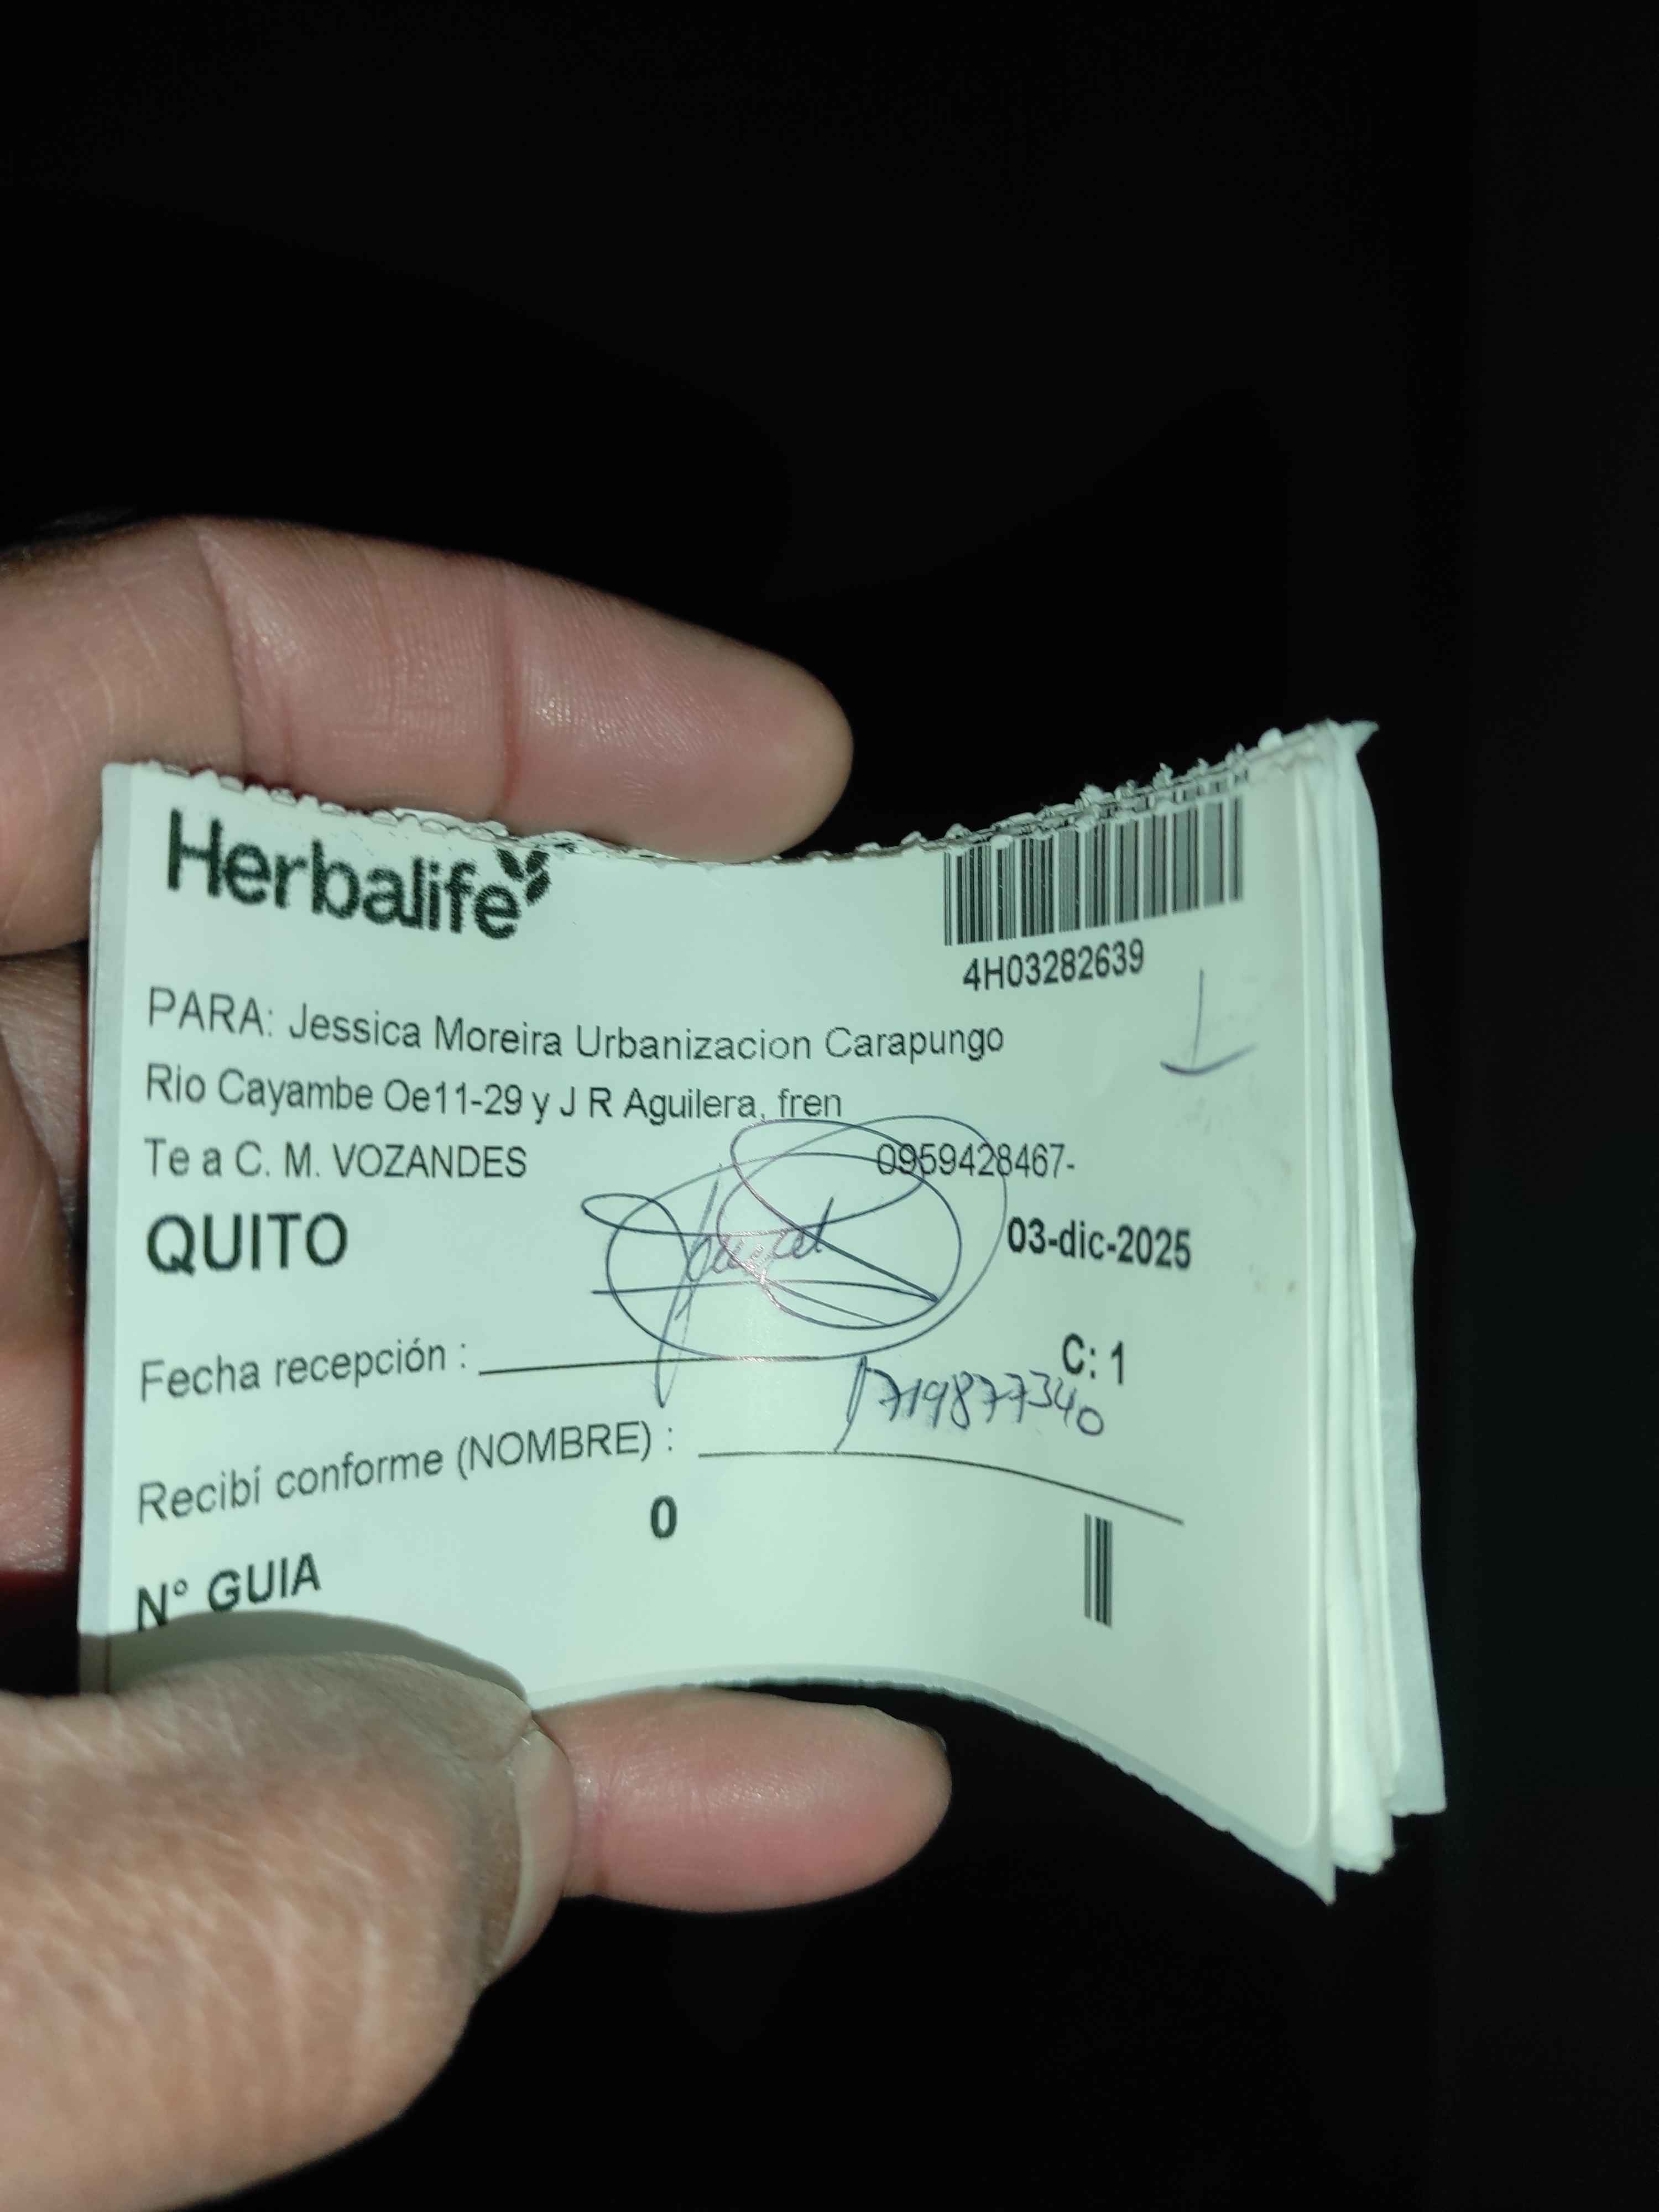 Herbalife
4H03282639
PARA: Jessica Moreira Urbanizacion Carapungo
Rio Cayambe Oe11-29 y J R Aguilera, fren
Te a C. M. VOZANDES 0959428467-
QUITO 03-dic-2025
Fecha recepción : C: 1
1719877340
Recibí conforme (NOMBRE) :
0
N° GUIA